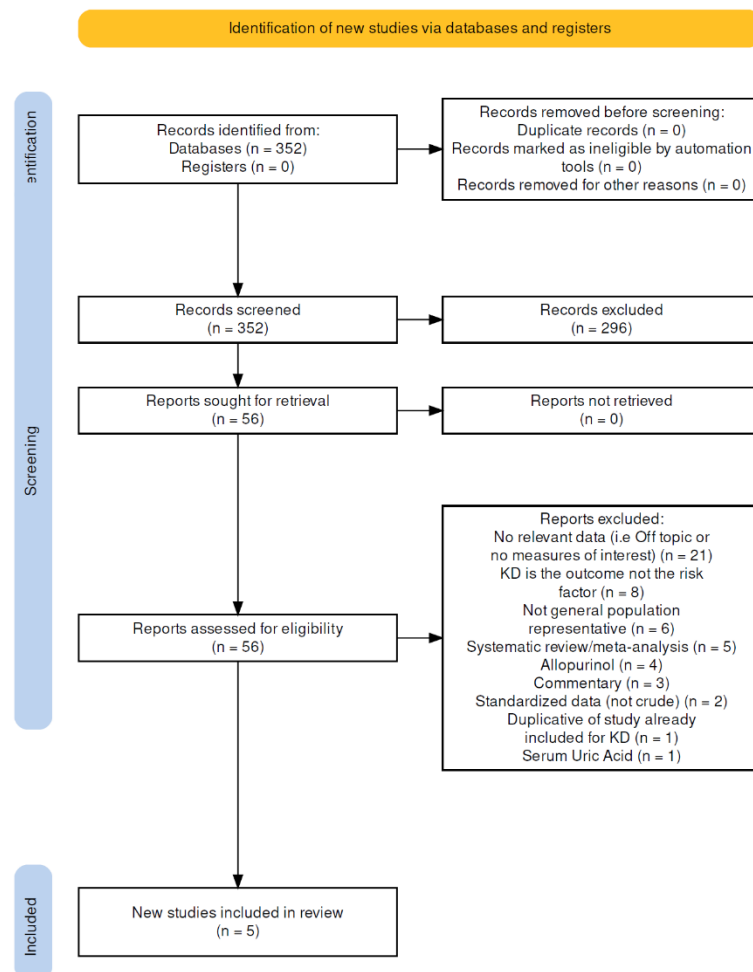 Identification of new studies via databases and registers
entification
Records identified from:
Databases (n = 352)
Registers (n = 0)
Records removed before screening:
Duplicate records (n = 0)
Records marked as ineligible by automation
tools (n = 0)
Records removed for other reasons (n = 0)
Screening
Records screened
(n = 352)
Records excluded
(n = 296)
Reports sought for retrieval
(n = 56)
Reports not retrieved
(n = 0)
Reports assessed for eligibility
(n = 56)
Reports excluded:
No relevant data (i.e Off topic or
no measures of interest) (n = 21)
KD is the outcome not the risk
factor (n = 8)
Not general population
representative (n = 6)
Systematic review/meta-analysis (n = 5)
Allopurinol (n = 4)
Commentary (n = 3)
Standardized data (not crude) (n = 2)
Duplicative of study already
included for KD (n = 1)
Serum Uric Acid (n = 1)
Included
New studies included in review
(n = 5)